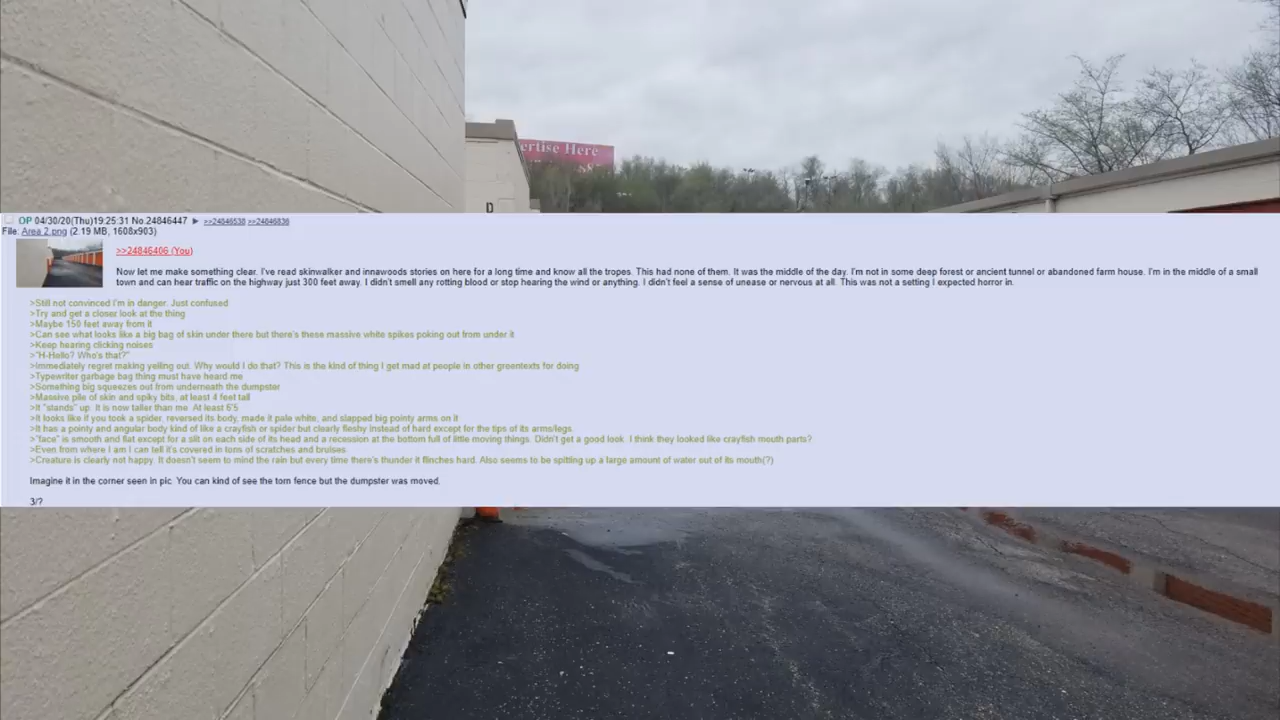 ertise Here
D
OP 04/30/20(Thu)19:25:31 No.24846447 ▶ >>24846538 >>24846836
File: Area 2.png (2.19 MB, 1608x903)
>>24846406 (You)
Now let me make something clear. I've read skinwalker and innawoods stories on here for a long time and know all the tropes. This had none of them. It was the middle of the day. I'm not in some deep forest or ancient tunnel or abandoned farm house. I'm in the middle of a small
town and can hear traffic on the highway just 300 feet away. I didn't smell any rotting blood or stop hearing the wind or anything. I didn't feel a sense of unease or nervous at all. This was not a setting I expected horror in.
>Still not convinced I'm in danger. Just confused
>Try and get a closer look at the thing
>Maybe 150 feet away from it
>Can see what looks like a big bag of skin under there but there's these massive white spikes poking out from under it
>Keep hearing clicking noises
>"H-Hello? Who's that?"
>Immediately regret making yelling out. Why would I do that? This is the kind of thing I get mad at people in other greentexts for doing
>Typewriter garbage bag thing must have heard me
>Something big squeezes out from underneath the dumpster
>Massive pile of skin and spiky bits, at least 4 feet tall
>It "stands" up. It is now taller than me. At least 6'5
>It looks like if you took a spider, reversed its body, made it pale white, and slapped big pointy arms on it
>It has a pointy and angular body kind of like a crayfish or spider but clearly fleshy instead of hard except for the tips of its arms/legs.
>"face" is smooth and flat except for a slit on each side of its head and a recession at the bottom full of little moving things. Didn't get a good look. I think they looked like crayfish mouth parts?
>Even from where I am I can tell it's covered in tons of scratches and bruises
>Creature is clearly not happy. It doesn't seem to mind the rain but every time there's thunder it flinches hard. Also seems to be spitting up a large amount of water out of its mouth(?)
Imagine it in the corner seen in pic. You can kind of see the torn fence but the dumpster was moved.
3/?